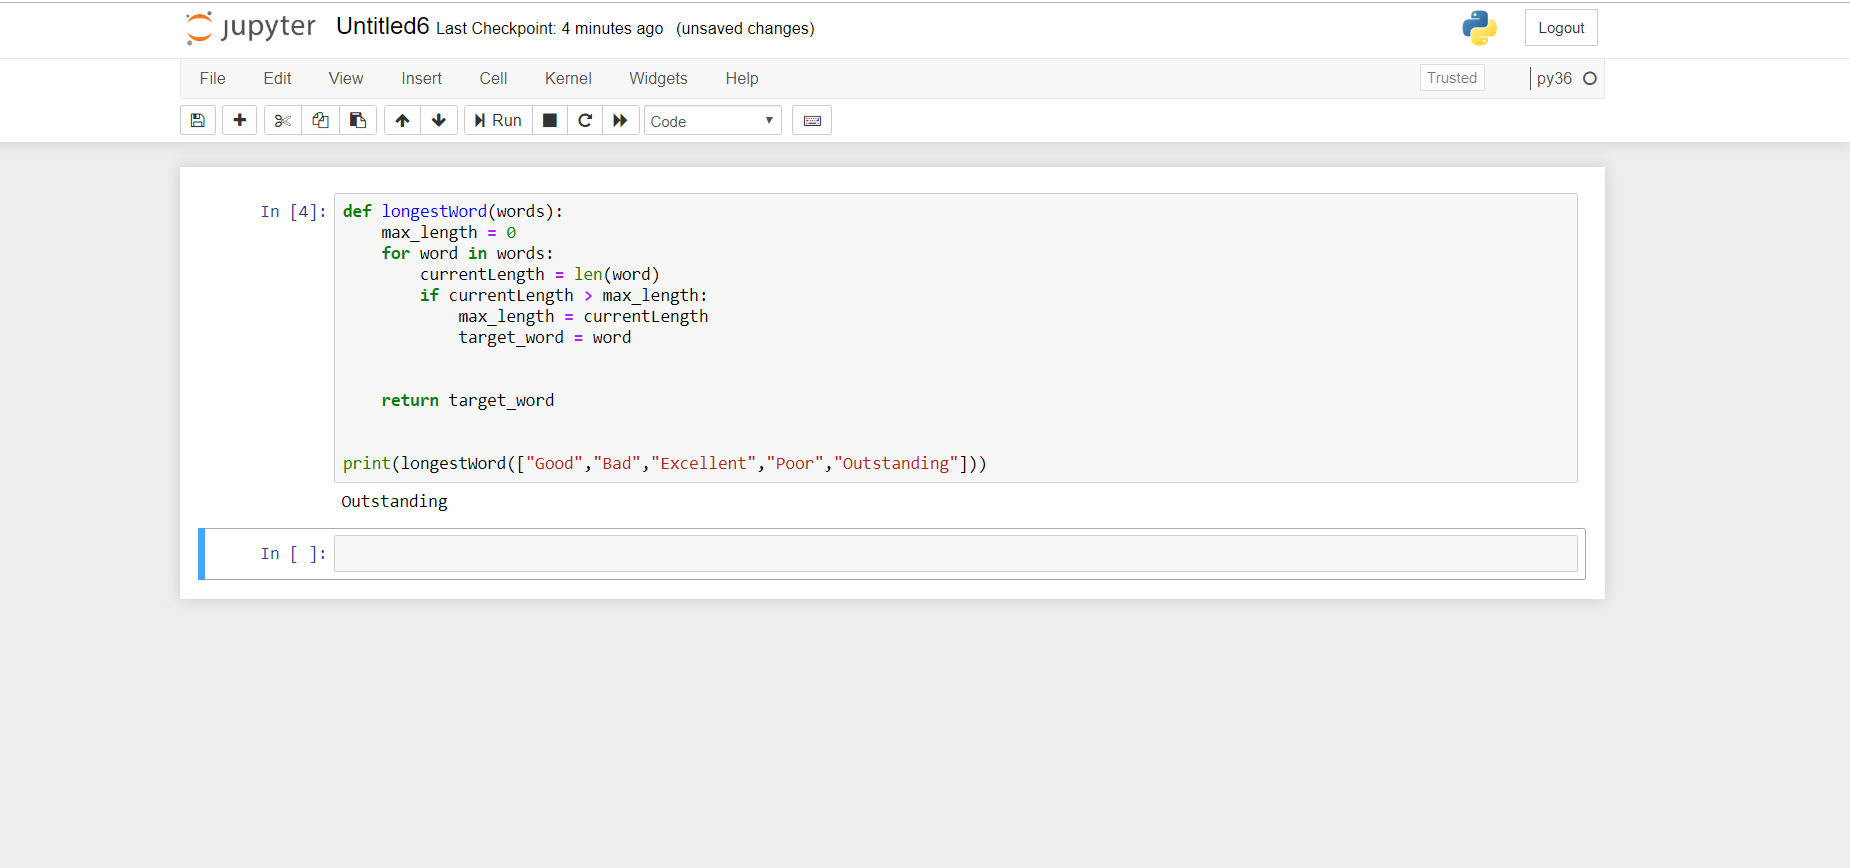 jupyter Untitled6 Last Checkpoint: 4 minutes ago (unsaved changes) Logout
File Edit View Insert Cell Kernel Widgets Help Trusted py36
Run Code
In [4]: def longestWord(words):
    max_length = 0
    for word in words:
        currentLength = len(word)
        if currentLength > max_length:
            max_length = currentLength
            target_word = word
    return target_word
print(longestWord(["Good","Bad","Excellent","Poor","Outstanding"]))
Outstanding
In [ ]: